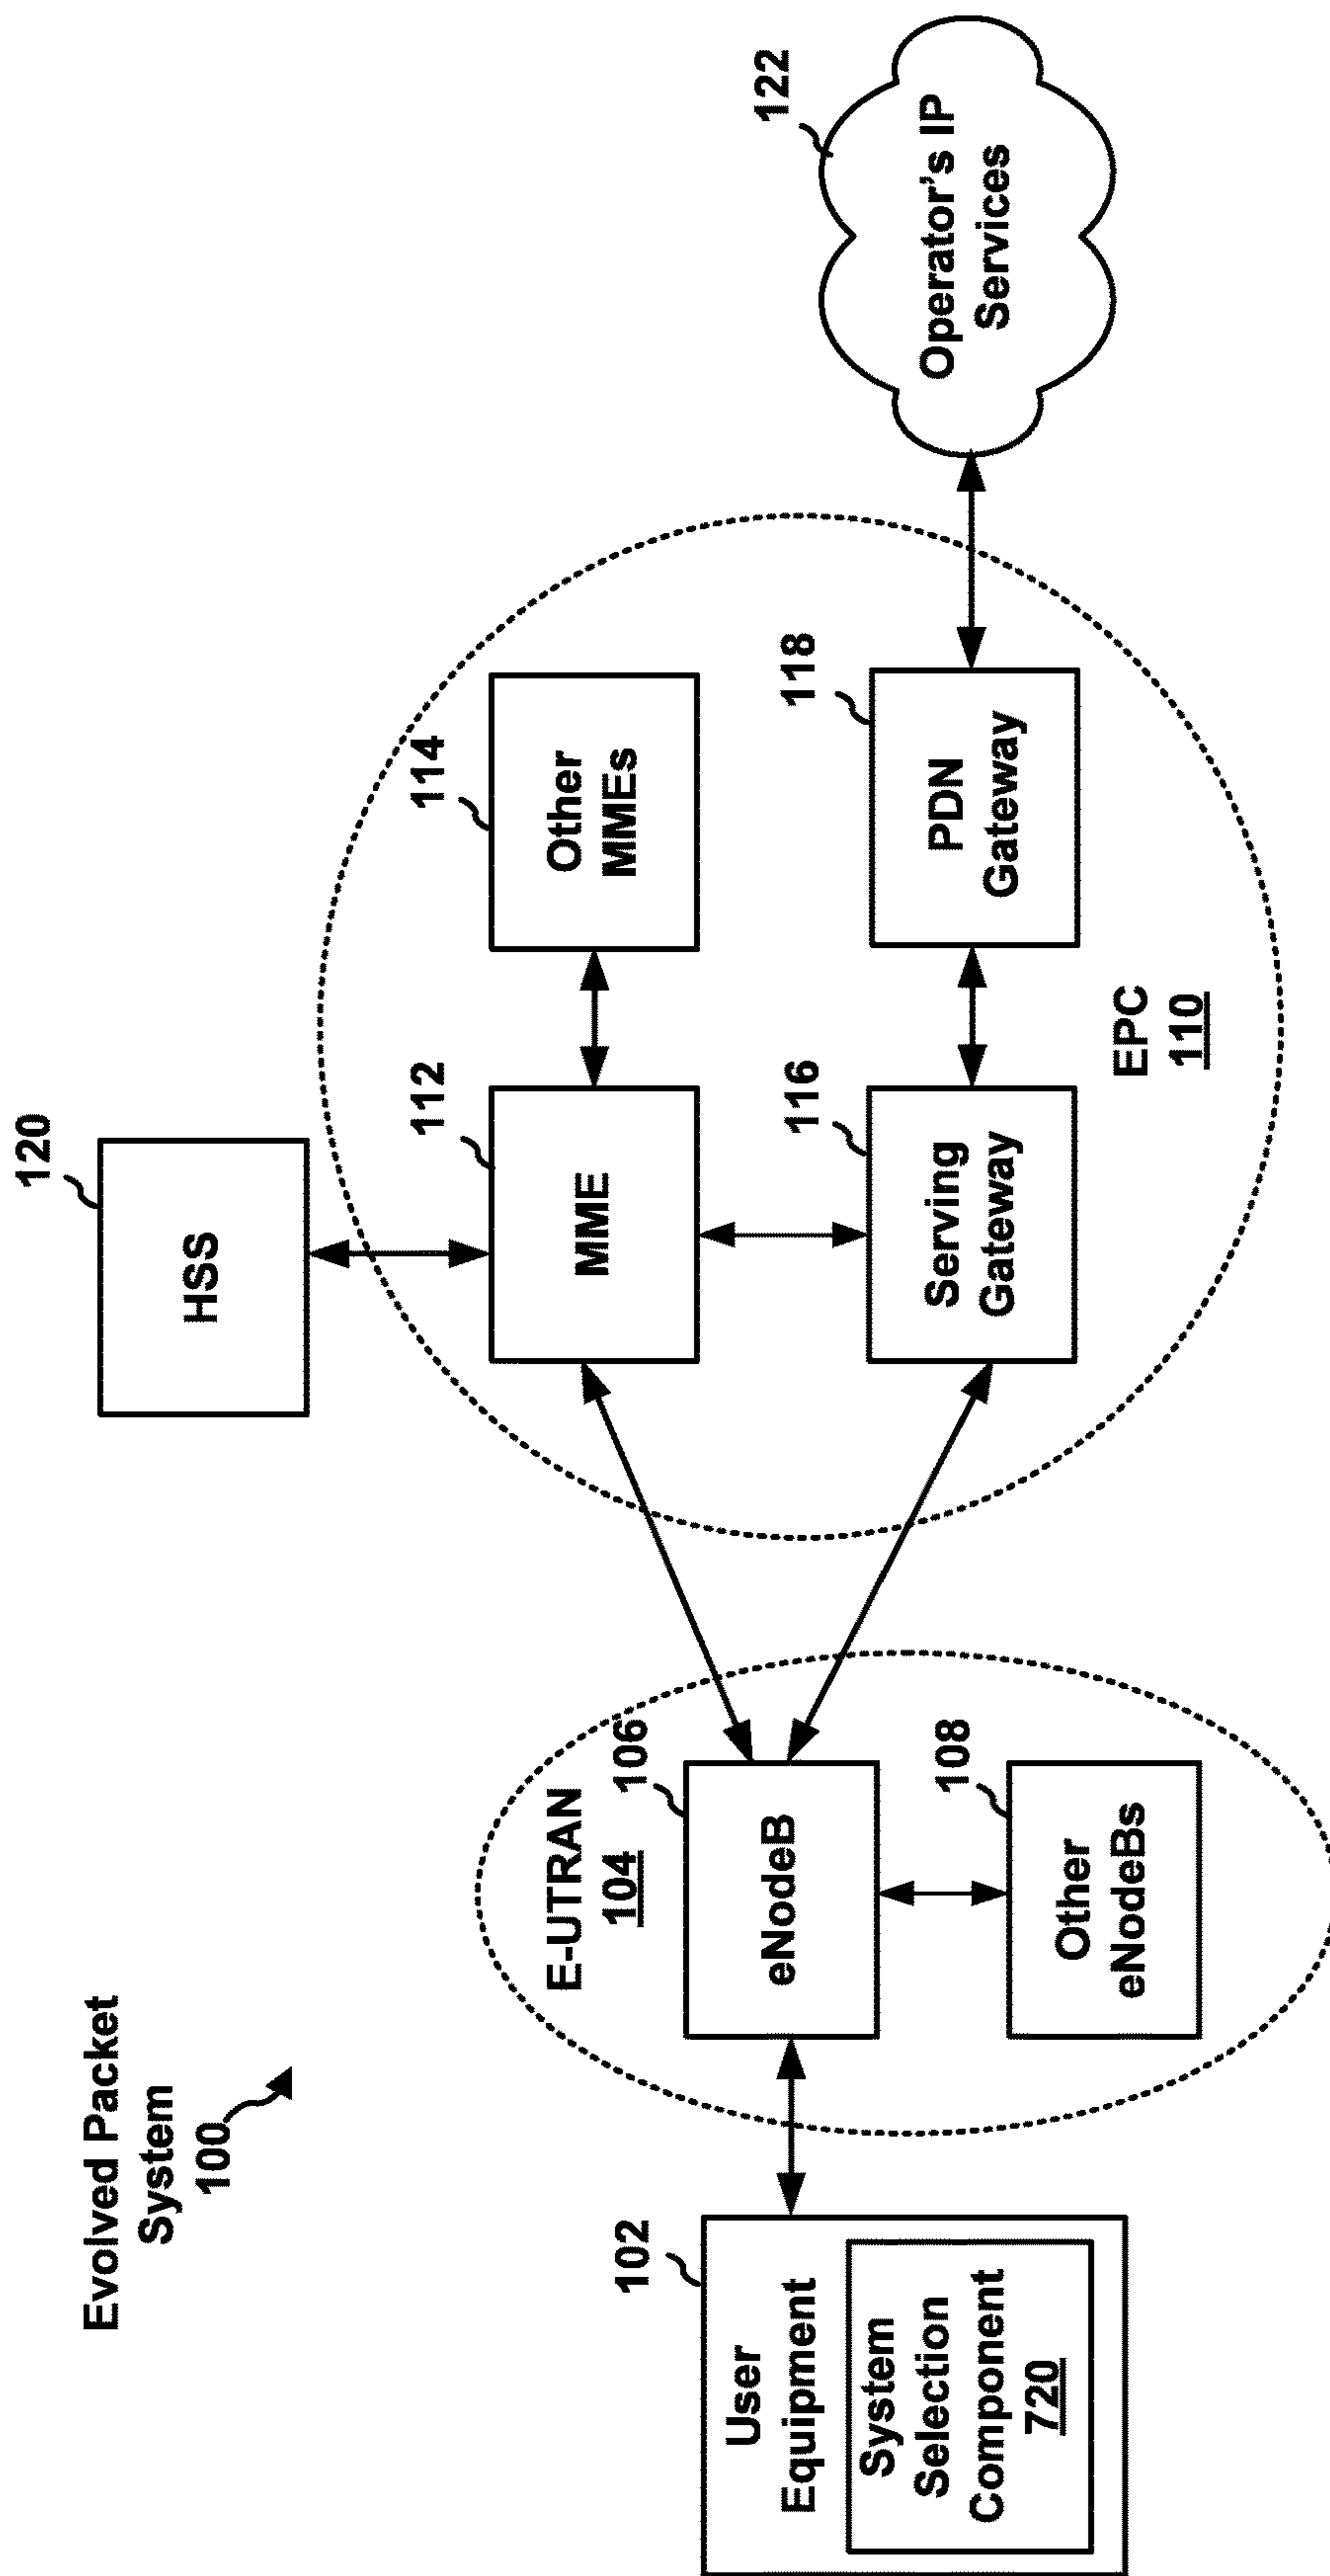 Evolved Packet
System
100
102
User
Equipment
System
Selection
Component
720
E-UTRAN
104
106
eNodeB
108
Other
eNodeBs
120
HSS
112
MME
114
Other
MMEs
116
Serving
Gateway
118
PDN
Gateway
EPC
110
122
Operator's IP
Services